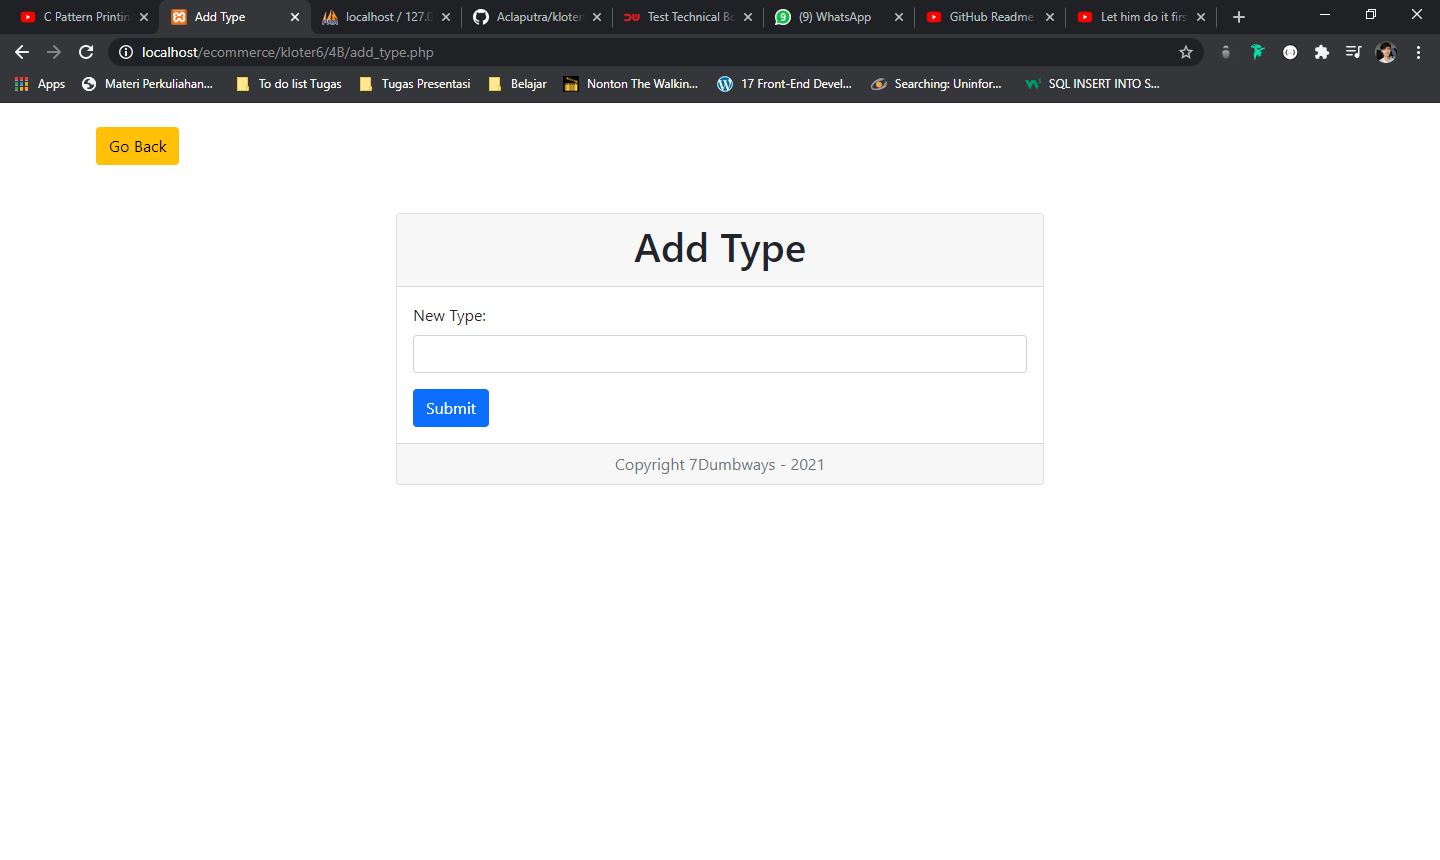 C Pattern Printin
Add Type
localhost / 127.0
Aclaputra/kloter
Test Technical Bo
(9) WhatsApp
GitHub Readme
Let him do it firs
localhost/ecommerce/kloter6/4B/add_type.php
Apps
Materi Perkuliahan...
To do list Tugas
Tugas Presentasi
Belajar
Nonton The Walkin...
17 Front-End Devel...
Searching: Uninfor...
SQL INSERT INTO S...
Go Back
Add Type
New Type:
Submit
Copyright 7Dumbways - 2021